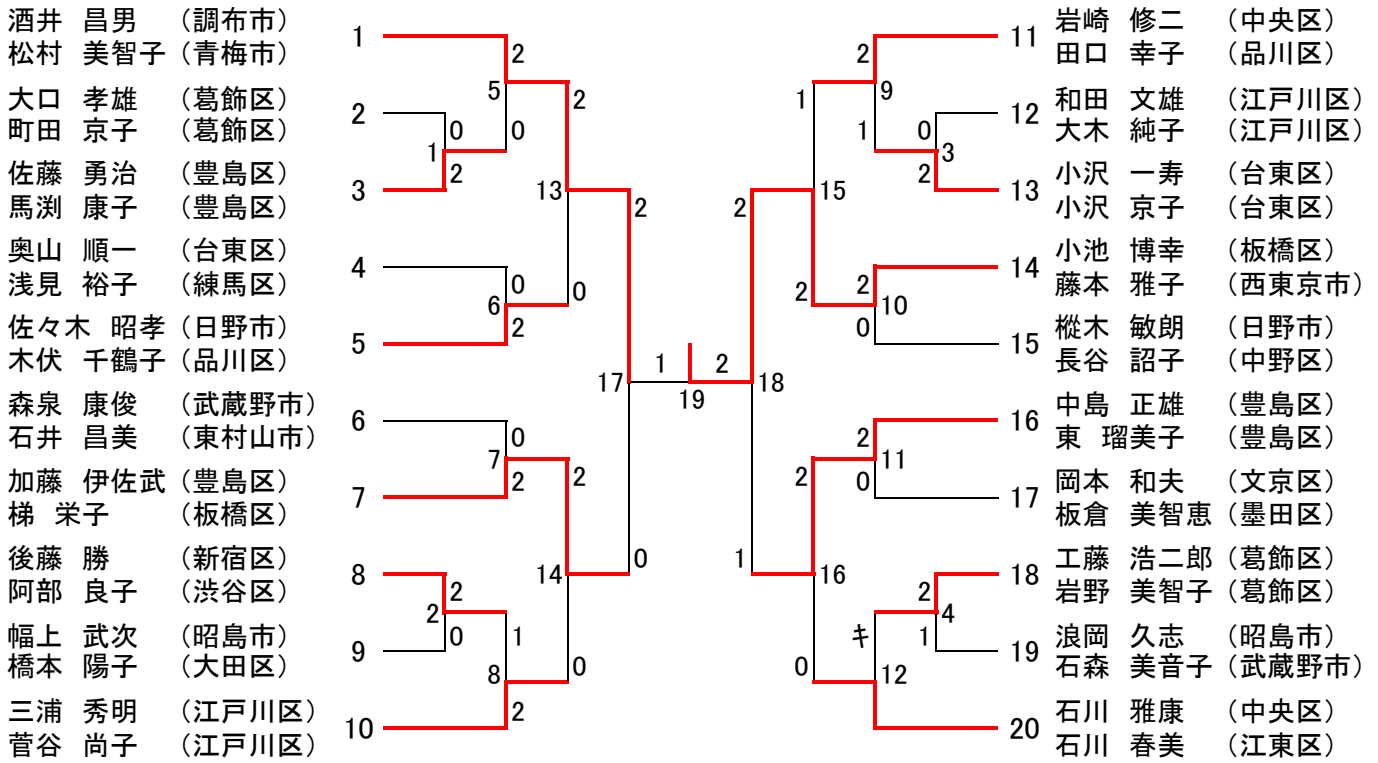 酒井 昌男 (調布市)
松村 美智子 (青梅市)
1
大口 孝雄 (葛飾区)
町田 京子 (葛飾区)
2
佐藤 勇治 (豊島区)
馬渕 康子 (豊島区)
3
奥山 順一 (台東区)
浅見 裕子 (練馬区)
4
佐々木 昭孝 (日野市)
木伏 千鶴子 (品川区)
5
森泉 康俊 (武蔵野市)
石井 昌美 (東村山市)
6
加藤 伊佐武 (豊島区)
梯 栄子 (板橋区)
7
後藤 勝 (新宿区)
阿部 良子 (渋谷区)
8
幅上 武次 (昭島市)
橋本 陽子 (大田区)
9
三浦 秀明 (江戸川区)
菅谷 尚子 (江戸川区)
10
2
5
0
0
1
2
2
13
0
0
6
2
2
17
0
0
7
2
2
14
0
2
2
0
1
8
2
1
19
2
11
岩崎 修二 (中央区)
田口 幸子 (品川区)
12
和田 文雄 (江戸川区)
大木 純子 (江戸川区)
13
小沢 一寿 (台東区)
小沢 京子 (台東区)
14
小池 博幸 (板橋区)
藤本 雅子 (西東京市)
15
樅木 敏朗 (日野市)
長谷 詔子 (中野区)
16
中島 正雄 (豊島区)
東 瑠美子 (豊島区)
17
岡本 和夫 (文京区)
板倉 美智恵 (墨田区)
18
工藤 浩二郎 (葛飾区)
岩野 美智子 (葛飾区)
19
浪岡 久志 (昭島市)
石森 美音子 (武蔵野市)
20
石川 雅康 (中央区)
石川 春美 (江東区)
2
9
1
1
0
3
2
15
2
2
2
10
0
18
1
2
11
0
2
16
0
2
4
1
キ
12